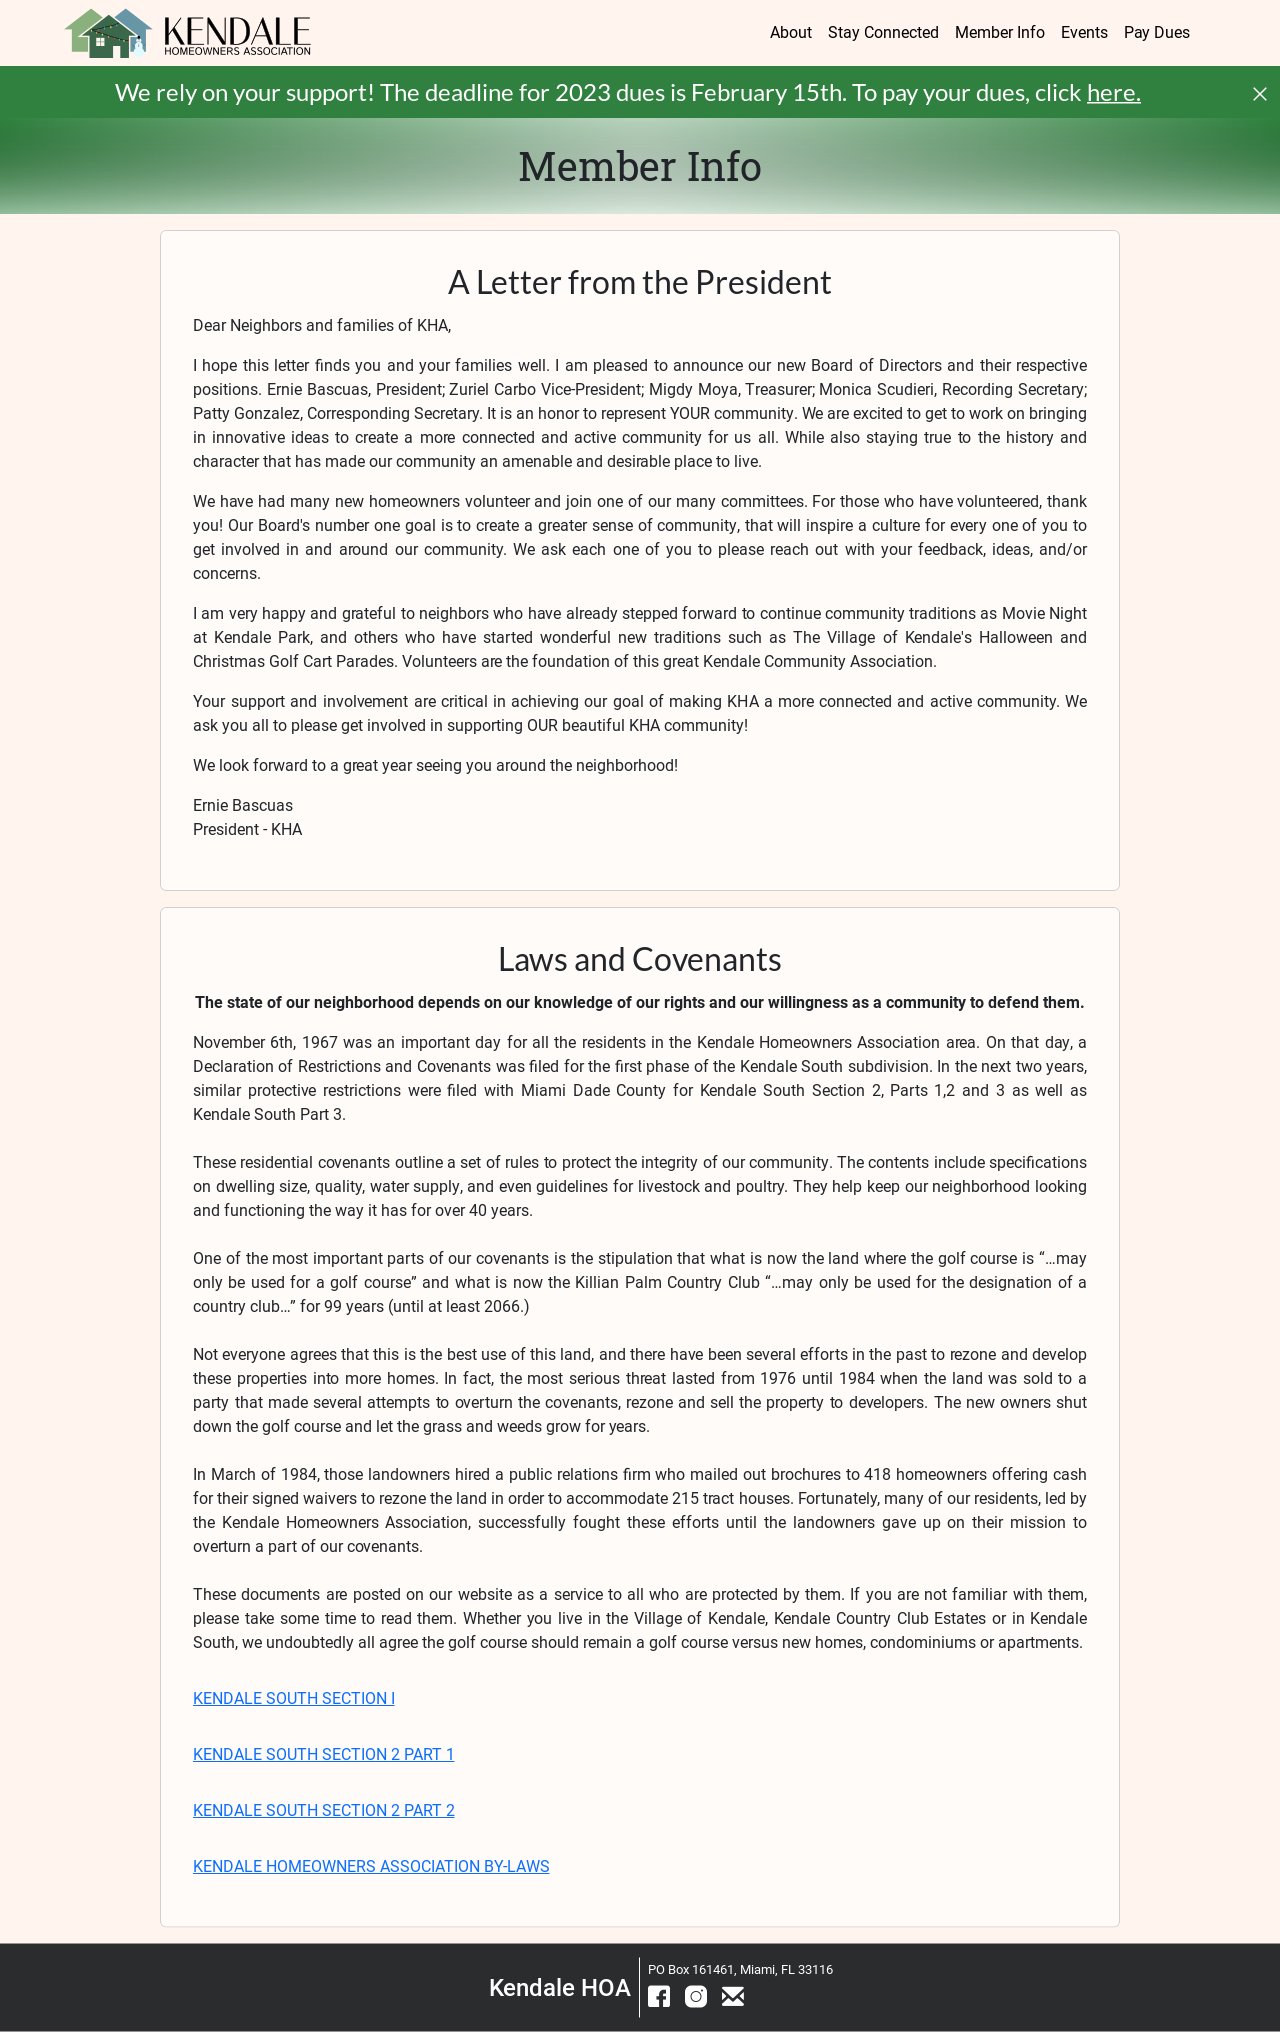 KENDALE
HOMEOWNERS ASSOCIATION
About Stay Connected Member Info Events Pay Dues
We rely on your support! The deadline for 2023 dues is February 15th. To pay your dues, click here.
Member Info
A Letter from the President
Dear Neighbors and families of KHA,
I hope this letter finds you and your families well. I am pleased to announce our new Board of Directors and their respective
positions. Ernie Bascuas, President; Zuriel Carbo Vice-President; Migdy Moya, Treasurer; Monica Scudieri, Recording Secretary;
Patty Gonzalez, Corresponding Secretary. It is an honor to represent YOUR community. We are excited to get to work on bringing
in innovative ideas to create a more connected and active community for us all. While also staying true to the history and
character that has made our community an amenable and desirable place to live.
We have had many new homeowners volunteer and join one of our many committees. For those who have volunteered, thank
you! Our Board's number one goal is to create a greater sense of community, that will inspire a culture for every one of you to
get involved in and around our community. We ask each one of you to please reach out with your feedback, ideas, and/or
concerns.
I am very happy and grateful to neighbors who have already stepped forward to continue community traditions as Movie Night
at Kendale Park, and others who have started wonderful new traditions such as The Village of Kendale's Halloween and
Christmas Golf Cart Parades. Volunteers are the foundation of this great Kendale Community Association.
Your support and involvement are critical in achieving our goal of making KHA a more connected and active community. We
ask you all to please get involved in supporting OUR beautiful KHA community!
We look forward to a great year seeing you around the neighborhood!
Ernie Bascuas
President - KHA
Laws and Covenants
The state of our neighborhood depends on our knowledge of our rights and our willingness as a community to defend them.
November 6th, 1967 was an important day for all the residents in the Kendale Homeowners Association area. On that day, a
Declaration of Restrictions and Covenants was filed for the first phase of the Kendale South subdivision. In the next two years,
similar protective restrictions were filed with Miami Dade County for Kendale South Section 2, Parts 1,2 and 3 as well as
Kendale South Part 3.
These residential covenants outline a set of rules to protect the integrity of our community. The contents include specifications
on dwelling size, quality, water supply, and even guidelines for livestock and poultry. They help keep our neighborhood looking
and functioning the way it has for over 40 years.
One of the most important parts of our covenants is the stipulation that what is now the land where the golf course is “…may
only be used for a golf course” and what is now the Killian Palm Country Club “…may only be used for the designation of a
country club…” for 99 years (until at least 2066.)
Not everyone agrees that this is the best use of this land, and there have been several efforts in the past to rezone and develop
these properties into more homes. In fact, the most serious threat lasted from 1976 until 1984 when the land was sold to a
party that made several attempts to overturn the covenants, rezone and sell the property to developers. The new owners shut
down the golf course and let the grass and weeds grow for years.
In March of 1984, those landowners hired a public relations firm who mailed out brochures to 418 homeowners offering cash
for their signed waivers to rezone the land in order to accommodate 215 tract houses. Fortunately, many of our residents, led by
the Kendale Homeowners Association, successfully fought these efforts until the landowners gave up on their mission to
overturn a part of our covenants.
These documents are posted on our website as a service to all who are protected by them. If you are not familiar with them,
please take some time to read them. Whether you live in the Village of Kendale, Kendale Country Club Estates or in Kendale
South, we undoubtedly all agree the golf course should remain a golf course versus new homes, condominiums or apartments.
KENDALE SOUTH SECTION I
KENDALE SOUTH SECTION 2 PART 1
KENDALE SOUTH SECTION 2 PART 2
KENDALE HOMEOWNERS ASSOCIATION BY-LAWS
Kendale HOA
PO Box 161461, Miami, FL 33116